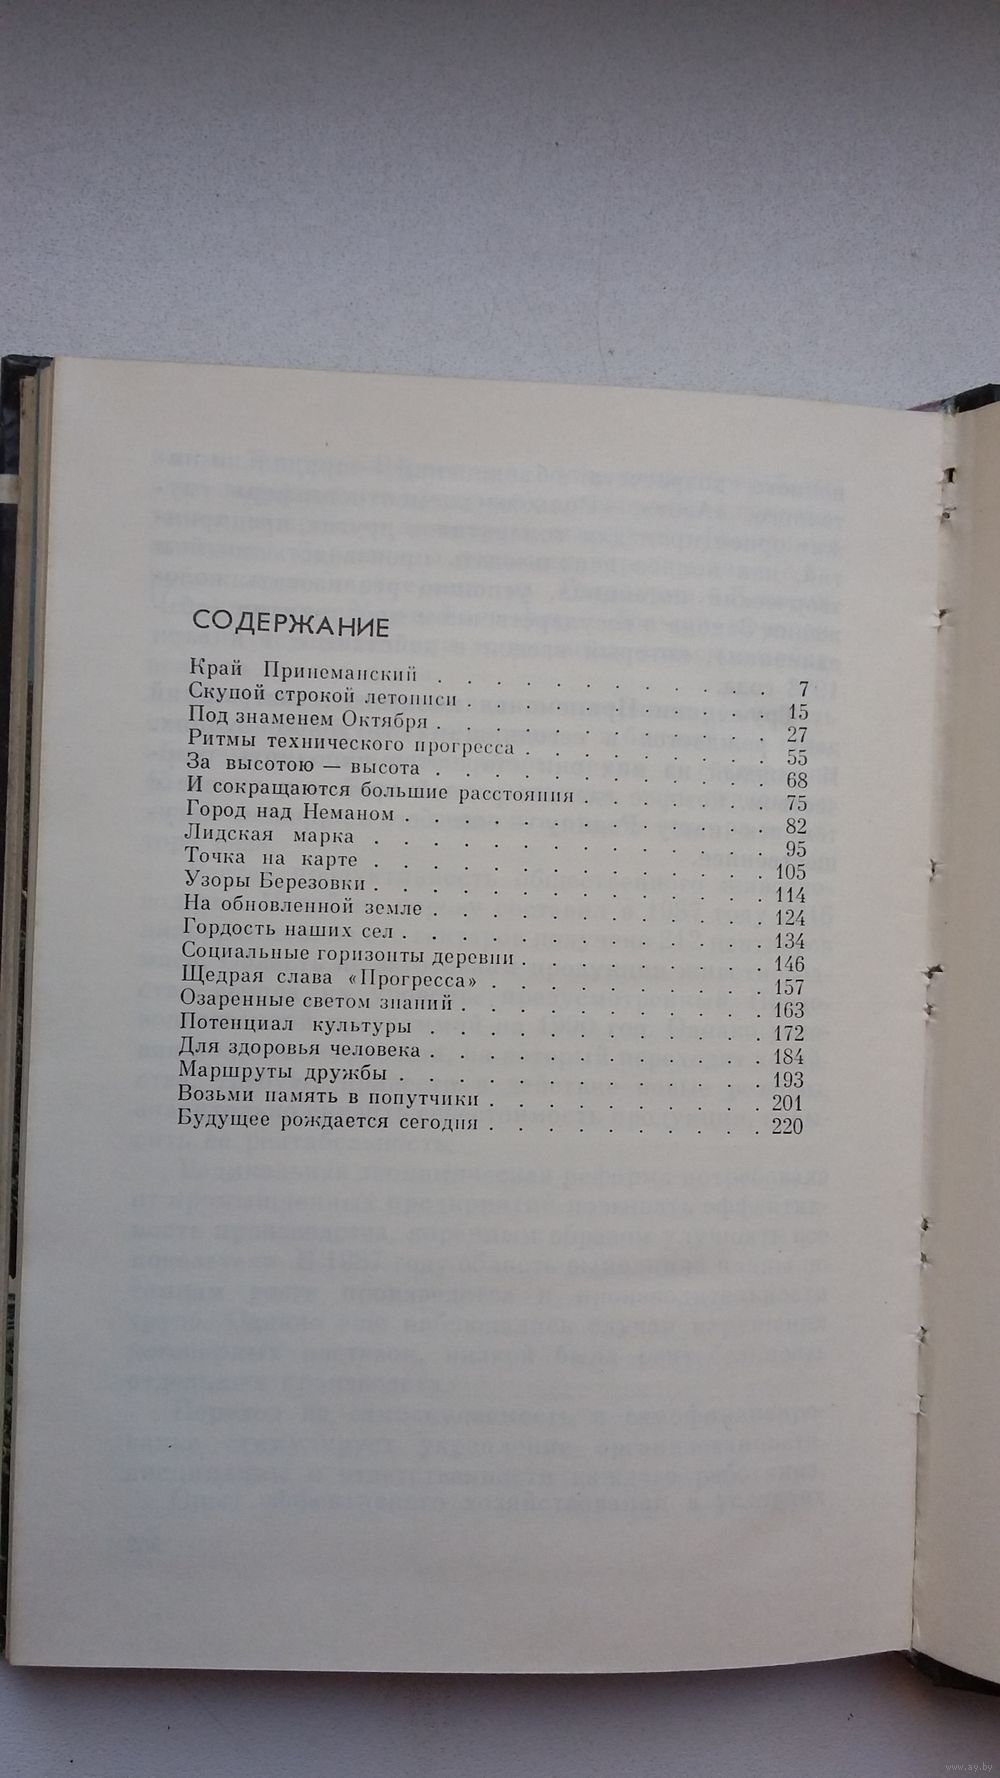 СОДЕРЖАНИЕ
Край Принеманский . . . . . . . . . . . 7
Скупой строкой летописи . . . . . . . . . . 15
Под знаменем Октября . . . . . . . . . . . 27
Ритмы технического прогресса . . . . . . . . 55
За высотою — высота . . . . . . . . . . . 68
И сокращаются большие расстояния . . . . . . 75
Город над Неманом . . . . . . . . . . . . 82
Лидская марка . . . . . . . . . . . . . 95
Точка на карте . . . . . . . . . . . . . 105
Узоры Березовки . . . . . . . . . . . . . 114
На обновленной земле . . . . . . . . . . . 124
Гордость наших сел . . . . . . . . . . . . 134
Социальные горизонты деревни . . . . . . . . 146
Щедрая слава «Прогресса» . . . . . . . . . 157
Озаренные светом знаний . . . . . . . . . . 163
Потенциал культуры . . . . . . . . . . . 172
Для здоровья человека . . . . . . . . . . . 184
Маршруты дружбы . . . . . . . . . . . . 193
Возьми память в попутчики . . . . . . . . . 201
Будущее рождается сегодня . . . . . . . . . 220
www.ay.by